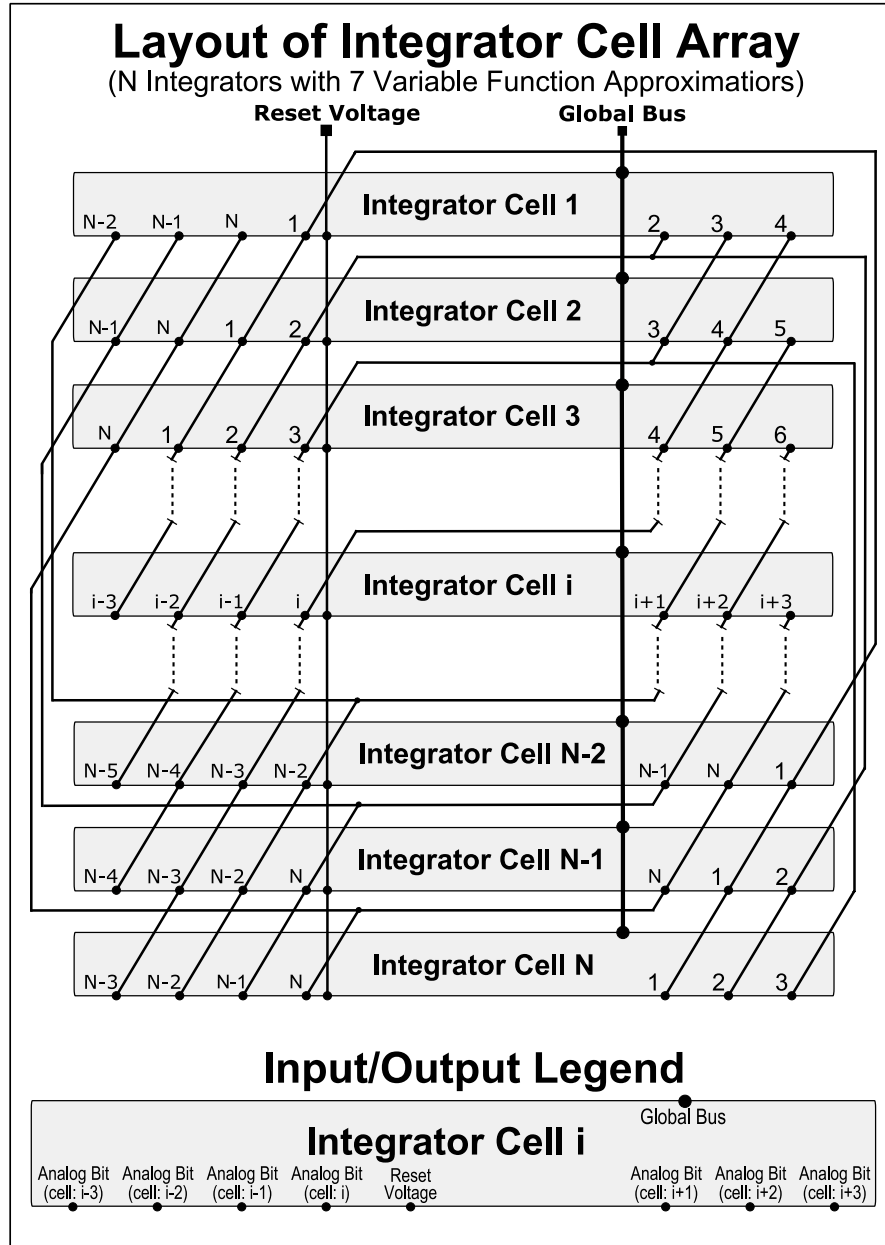 Layout of Integrator Cell Array
(N Integrators with 7 Variable Function Approximatiors)
Reset Voltage Global Bus
Integrator Cell 1
N-2 N-1 N 1 2 3 4
Integrator Cell 2
N-1 N 1 2 3 4 5
Integrator Cell 3
N 1 2 3 4 5 6
Integrator Cell i
i-3 i-2 i-1 i i+1 i+2 i+3
Integrator Cell N-2
N-5 N-4 N-3 N-2 N-1 N 1
Integrator Cell N-1
N-4 N-3 N-2 N N 1 2
Integrator Cell N
N-3 N-2 N-1 N 1 2 3
Input/Output Legend
Global Bus
Integrator Cell i
Analog Bit Analog Bit Analog Bit Analog Bit Reset Analog Bit Analog Bit Analog Bit
(cell: i-3) (cell: i-2) (cell: i-1) (cell: i) Voltage (cell: i+1) (cell: i+2) (cell: i+3)